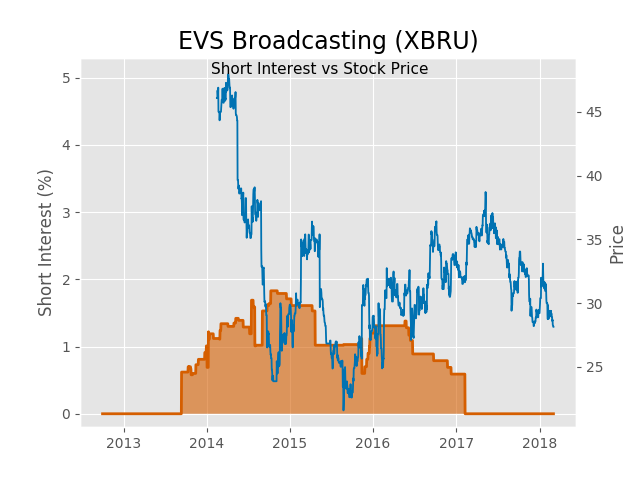 EVS Broadcasting (XBRU)
Short Interest vs Stock Price
Short Interest (%)
5
4
3
2
1
0
45
40
35
30
25
Price
2013 2014 2015 2016 2017 2018